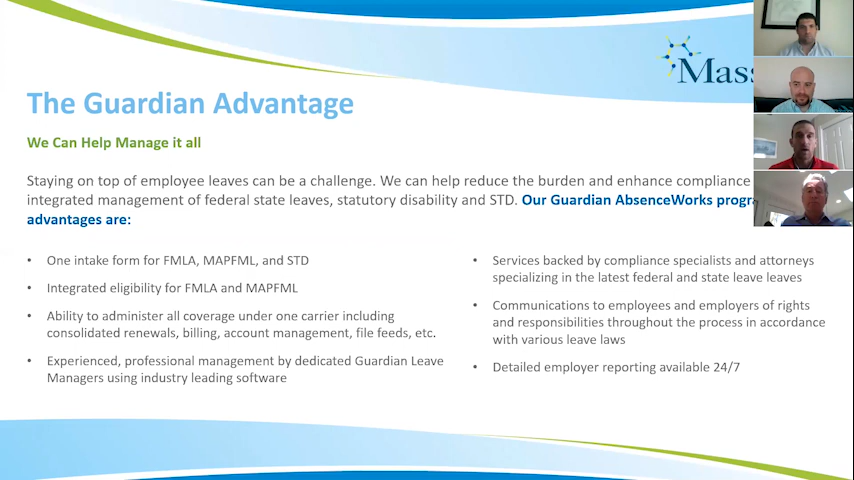 Mass
The Guardian Advantage
We Can Help Manage it all
Staying on top of employee leaves can be a challenge. We can help reduce the burden and enhance compliance
integrated management of federal state leaves, statutory disability and STD. Our Guardian AbsenceWorks progr
advantages are:
• One intake form for FMLA, MAPFML, and STD
• Integrated eligibility for FMLA and MAPFML
• Ability to administer all coverage under one carrier including
consolidated renewals, billing, account management, file feeds, etc.
• Experienced, professional management by dedicated Guardian Leave
Managers using industry leading software
• Services backed by compliance specialists and attorneys
specializing in the latest federal and state leave leaves
• Communications to employees and employers of rights
and responsibilities throughout the process in accordance
with various leave laws
• Detailed employer reporting available 24/7